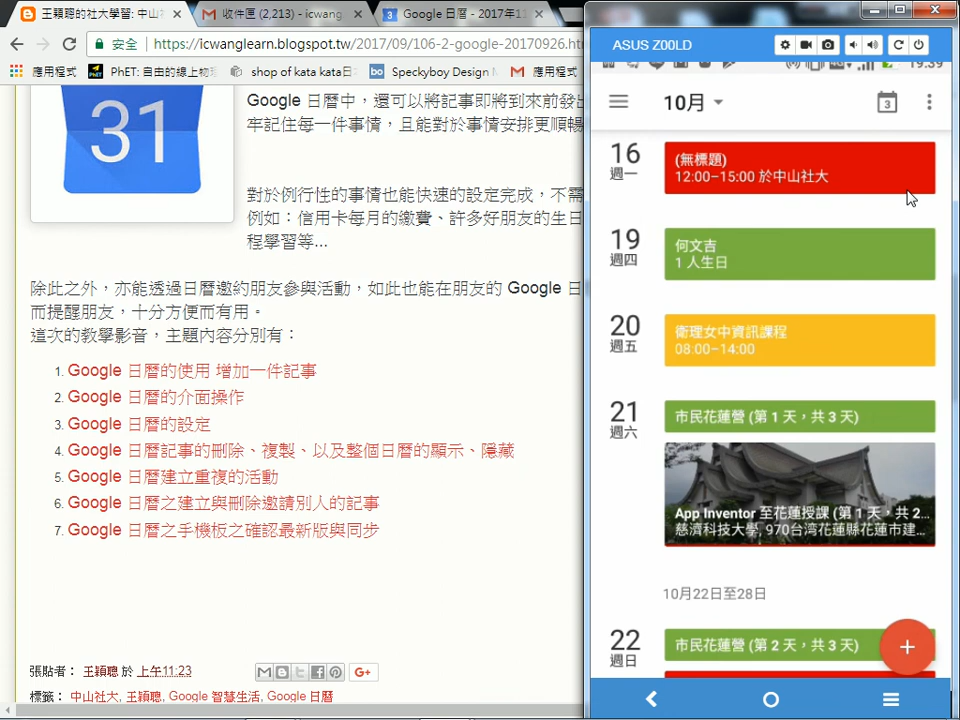 王穎聰的社大學習: 中山社
收件匣 (2,213) - icwang
Google 日曆 - 2017年11
安全
https://icwanglearn.blogspot.tw/2017/09/106-2-google-20170926.ht
應用程式
PhET: 自由的線上物理
shop of kata kata日
Speckyboy Design
應用程式
31
Google 日曆中，還可以將記事即將到來前發出
牢記住每一件事情，且能對於事情安排更順暢
對於例行性的事情也能快速的設定完成，不需
例如：信用卡每月的繳費、許多好朋友的生日
程學習等...
除此之外，亦能透過日曆邀約朋友參與活動，如此也能在朋友的 Google 日
而提醒朋友，十分方便而有用。
這次的教學影音，主題內容分別有：
1. Google 日曆的使用 增加一件記事
2. Google 日曆的介面操作
3. Google 日曆的設定
4. Google 日曆記事的刪除、複製、以及整個日曆的顯示、隱藏
5. Google 日曆建立重複的活動
6. Google 日曆之建立與刪除邀請別人的記事
7. Google 日曆之手機板之確認最新版與同步
張貼者： 王穎聰 於 上午11:23
G+
標籤： 中山社大, 王穎聰, Google 智慧生活, Google 日曆
ASUS Z00LD
19:39
10月
3
16
週一
(無標題)
12:00–15:00 於中山社大
19
週四
何文吉
1 人生日
20
週五
衛理女中資訊課程
08:00–14:00
21
週六
市民花蓮營 (第 1 天，共 3 天)
App Inventor 至花蓮授課 (第 1 天，共 2...
慈濟科技大學, 970台湾花蓮縣花蓮市建...
10月22日至28日
22
週日
市民花蓮營 (第 2 天，共 3 天)